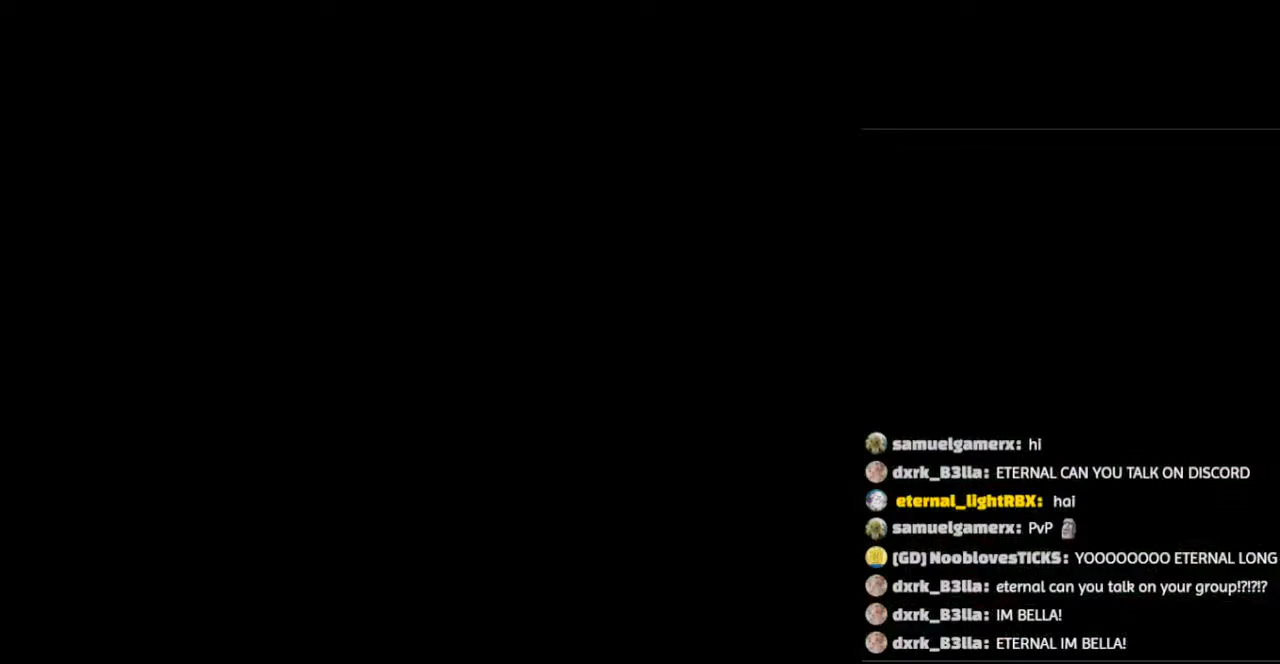 samuelgamerx: hi
dxrk_B3lla: ETERNAL CAN YOU TALK ON DISCORD
eternal_lightRBX: hai
samuelgamerx: PvP 🗿
[GD] NooblovesTICKS: YOOOOOOOO ETERNAL LONG
dxrk_B3lla: eternal can you talk on your group!?!?!?
dxrk_B3lla: IM BELLA!
dxrk_B3lla: ETERNAL IM BELLA!